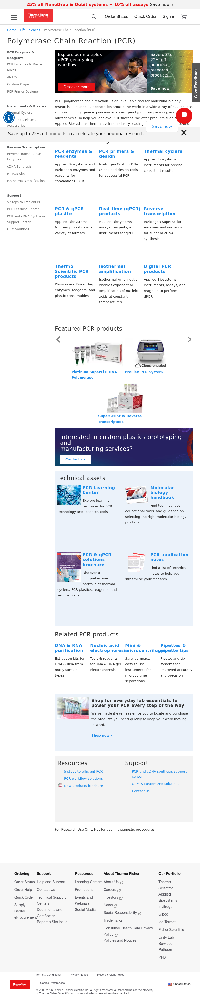 25% off NanoDrop & Qubit systems + 10% off assays Save now
ThermoFisher
SCIENTIFIC
Order Status
Quick Order
Sign in
Home › Life Sciences › Polymerase Chain Reaction (PCR)
Polymerase Chain Reaction (PCR)
PCR Enzymes &
Reagents
PCR Enzymes & Master
Mixes
dNTP's
Custom Oligos
PCR Primer Designer
Instruments & Plastics
Thermal Cyclers
Tubes, Plates &
Accessories
Reverse Transcription
Reverse Transcriptase
Enzymes
cDNA Synthesis
RT-PCR Kits
Isothermal Amplification
Support
5 Steps to Efficient PCR
PCR Learning Center
PCR and cDNA Synthesis
Support Center
OEM Solutions
Explore our multiplex
qPCR genotyping
workflow.
Discover more
Save up to
22% off
neuronal
research
products
Save now
Give Feedback
PCR (polymerase chain reaction) is an invaluable tool for molecular biology
research. It is used in laboratories around the world in a wide array of applications
such as cloning, gene expression analysis, genotyping, sequencing, and
mutagenesis. To help you achieve PCR success, we offer products such a
Applied Biosystems thermal cyclers, industry-leading
Save up to 22% off products to accelerate your neuronal research
Save now
PCR product categories
PCR enzymes &
reagents
Applied Biosystems and
Invitrogen enzymes and
reagents for
conventional PCR
PCR primers &
design
Invitrogen Custom DNA
Oligos and design tools
for successful PCR
Thermal cyclers
Applied Biosystems
instruments for precise,
consistent results
PCR & qPCR
plastics
Applied Biosystems
MicroAmp plastics in a
variety of formats
Real-time (qPCR)
products
Applied Biosystems
assays, reagents, and
instruments for qPCR
Reverse
transcription
Invitrogen SuperScript
enzymes and reagents
for superior cDNA
synthesis
Thermo
Scientific PCR
products
Phusion and DreamTaq
enzymes, reagents, and
plastic consumables
Isothermal
amplification
Isothermal Amplification
enables exponential
amplification of nucleic
acids at constant
temperatures.
Digital PCR
products
Applied Biosystems
instruments, assays, and
reagents to perform
dPCR
Featured PCR products
invitrogen
Cloud-enabled
Platinum SuperFi II DNA
Polymerase
ProFlex PCR System
SuperScript IV Reverse
Transcriptase
Interested in custom plastics prototyping
and
manufacturing services?
Contact us
Technical assets
PCR Learning
Center
Explore learning
resources for PCR
technology and research tools
Molecular
biology
handbook
Find technical tips,
educational tools, and guidance on
selecting the right molecular biology
products
Amplification made
for breakthroughs
PCR & qPCR
solutions
brochure
Discover a
comprehensive
portfolio of thermal
cyclers, PCR plastics, reagents, and
service plans
PCR application
notes
Find a list of technical
notes to help you
streamline your research
Related PCR products
DNA & RNA
purification
Extraction kits for
DNA & RNA from
many sample
types
Nucleic acid
electrophoresis
Tools & reagents
for DNA & RNA gel
electrophoresis
Mini &
microcentrifuges
Safe, compact,
easy-to-use
instruments for
microvolume
separations
Pipettes &
pipette tips
Pipette and tip
systems for
improved accuracy
and precision
Shop for everyday lab essentials to
power your PCR every step of the way
We've made it even easier for you to locate and purchase
the products you need quickly to keep your work moving
forward.
Shop now ›
Resources
5 steps to efficient PCR
PCR workflow solutions
New products brochure
Support
PCR and cDNA synthesis support
center
OEM & customized solutions
Contact us
For Research Use Only. Not for use in diagnostic procedures.
Ordering
Order Status
Order Help
Quick Order
Supply
Center
eProcurement
Support
Help and Support
Contact Us
Technical Support
Centers
Documents and
Certificates
Report a Site Issue
Resources
Learning Centers
Promotions
Events and
Webinars
Social Media
About Thermo Fisher
About Us
Careers
Investors
News
Social Responsibility
Trademarks
Consumer Health Data Privacy
Policy
Policies and Notices
Our Portfolio
Thermo
Scientific
Applied
Biosystems
Invitrogen
Gibco
Ion Torrent
Fisher Scientific
Unity Lab
Services
Patheon
PPD
Terms & Conditions
Privacy Notice
Price & Freight Policy
Cookie Preferences
ThermoFisher
SCIENTIFIC
© 2006-2026 Thermo Fisher Scientific Inc. All rights reserved. All trademarks are the property
of Thermo Fisher Scientific and its subsidiaries unless otherwise specified.
United States